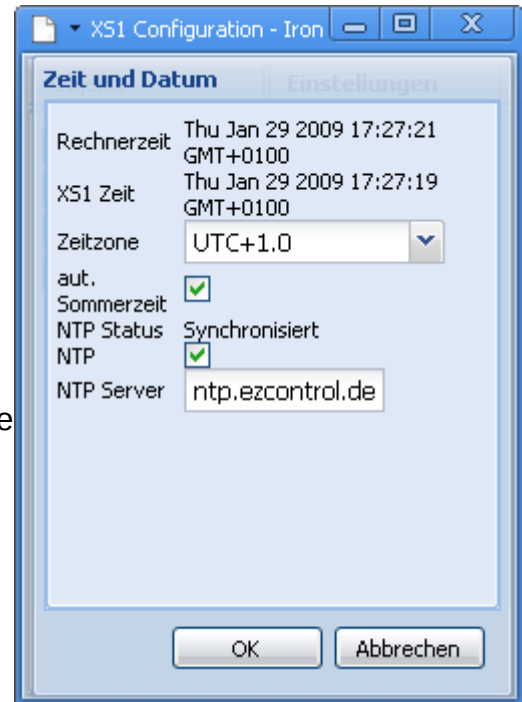 XS1 Configuration - Iron
Zeit und Datum
Einstellungen
Rechnerzeit Thu Jan 29 2009 17:27:21
GMT+0100
XS1 Zeit Thu Jan 29 2009 17:27:19
GMT+0100
Zeitzone UTC+1.0
aut.
Sommerzeit
NTP Status Synchronisiert
NTP
NTP Server ntp.ezcontrol.de
e
OK Abbrechen